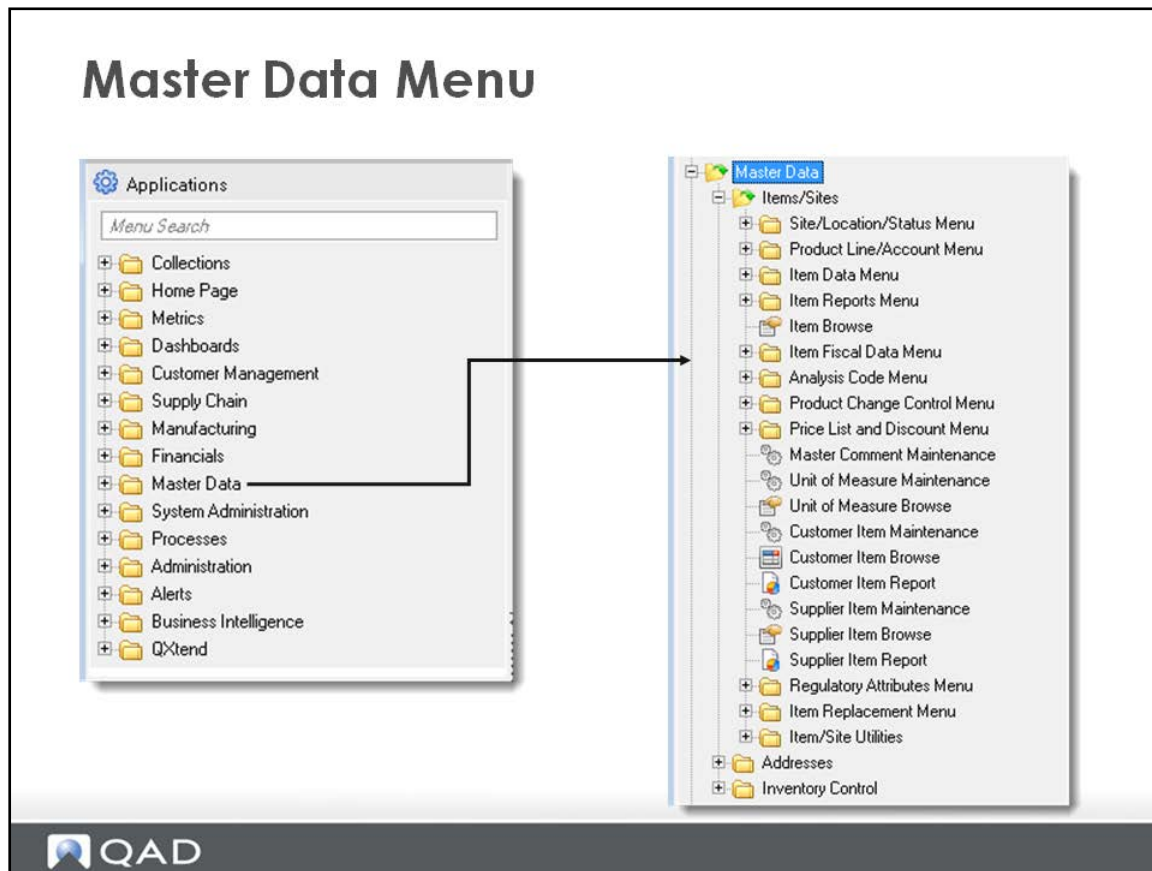 Master Data Menu
Applications
Menu Search
Collections
Home Page
Metrics
Dashboards
Customer Management
Supply Chain
Manufacturing
Financials
Master Data
System Administration
Processes
Administration
Alerts
Business Intelligence
QXtend
Master Data
Items/Sites
Site/Location/Status Menu
Product Line/Account Menu
Item Data Menu
Item Reports Menu
Item Browse
Item Fiscal Data Menu
Analysis Code Menu
Product Change Control Menu
Price List and Discount Menu
Master Comment Maintenance
Unit of Measure Maintenance
Unit of Measure Browse
Customer Item Maintenance
Customer Item Browse
Customer Item Report
Supplier Item Maintenance
Supplier Item Browse
Supplier Item Report
Regulatory Attributes Menu
Item Replacement Menu
Item/Site Utilities
Addresses
Inventory Control
QAD